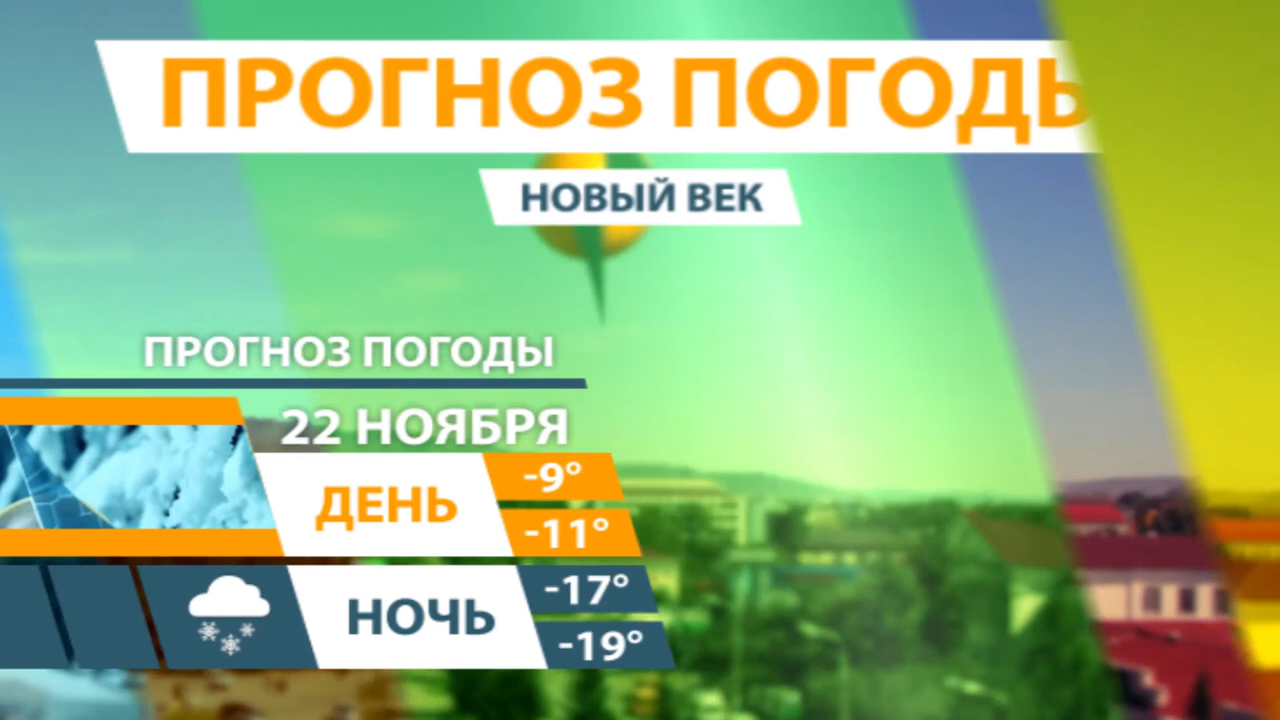 ПРОГНОЗ ПОГОДЫ
НОВЫЙ ВЕК
ПРОГНОЗ ПОГОДЫ
22 НОЯБРЯ
ДЕНЬ
-9°
-11°
НОЧЬ
-17°
-19°